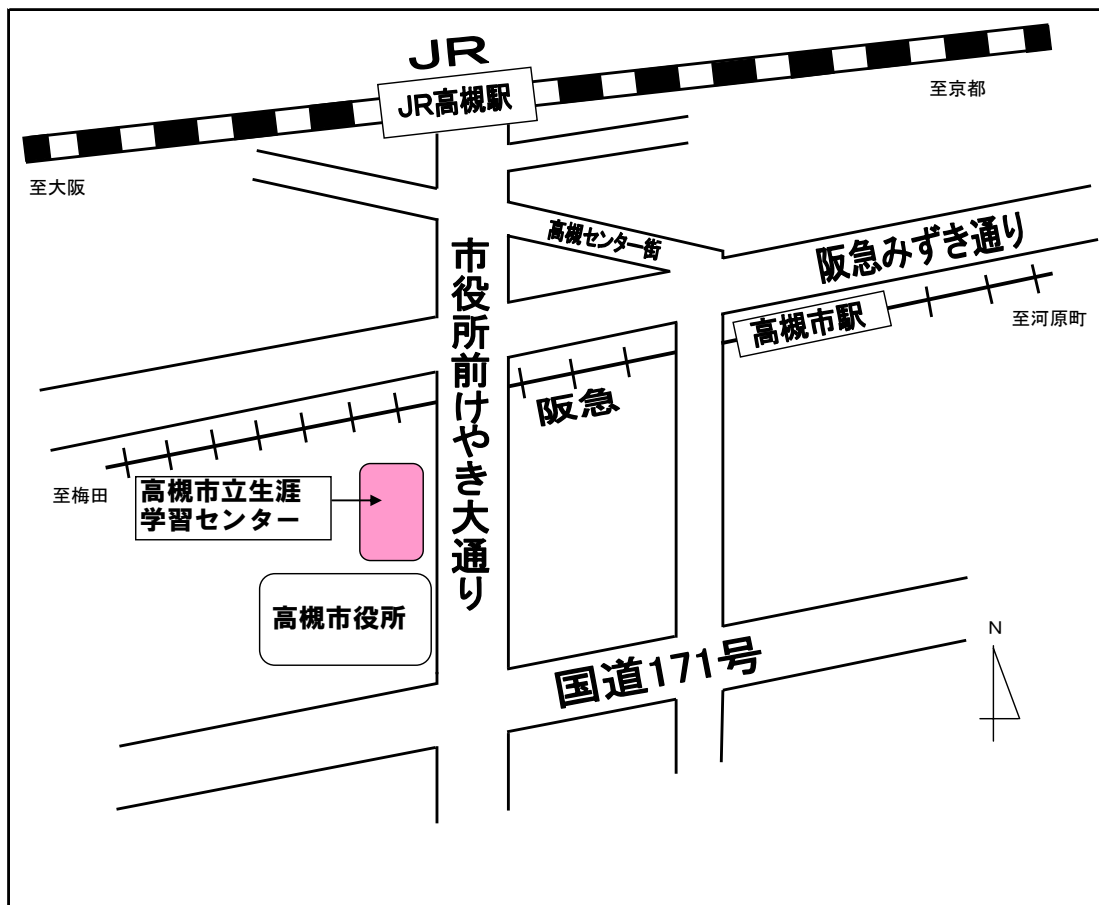 JR
JR高槻駅
至京都
至大阪
高槻センター街
阪急みずき通り
市役所前けやき大通り
高槻市駅
至河原町
阪急
至梅田
高槻市立生涯
学習センター
高槻市役所
国道171号
N